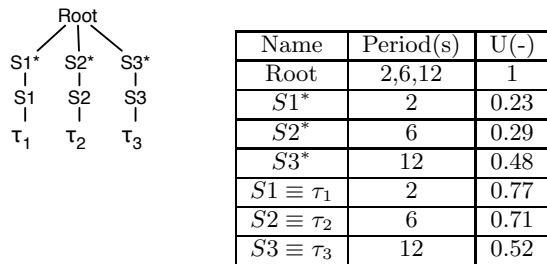 Root
S1* S2* S3*
S1 S2 S3
τ1 τ2 τ3
Name Period(s) U(-)
Root 2,6,12 1
S1* 2 0.23
S2* 6 0.29
S3* 12 0.48
S1 ≡ τ1 2 0.77
S2 ≡ τ2 6 0.71
S3 ≡ τ3 12 0.52